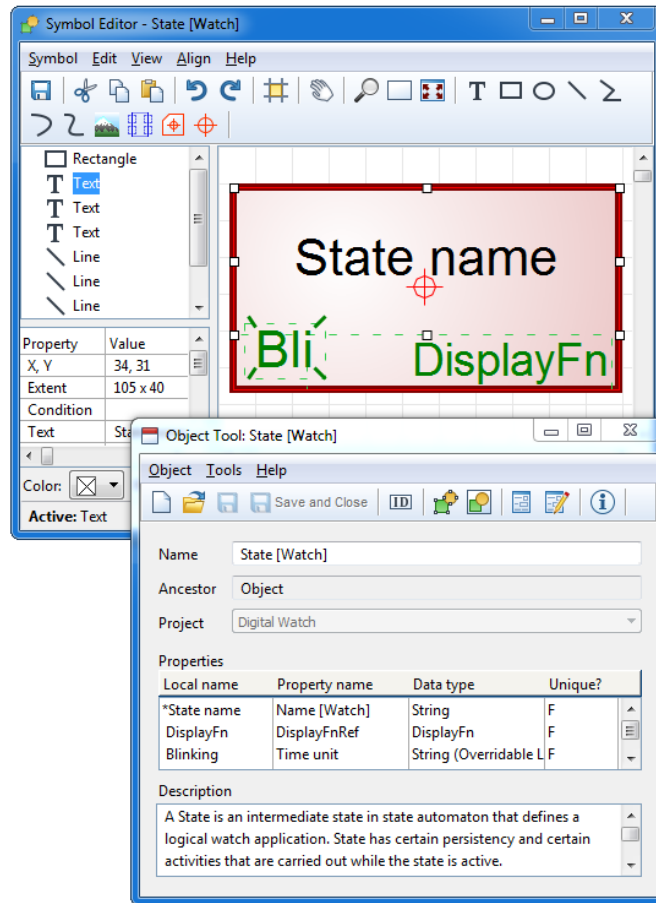 Symbol Editor - State [Watch]
Symbol Edit View Align Help
T
Rectangle
T Text
T Text
T Text
Line
Line
Line
State name
Bli
DisplayFn
Property Value
X, Y 34, 31
Extent 105 x 40
Condition
Text Sta
Color:
Active: Text
Object Tool: State [Watch]
Object Tools Help
Save and Close ID
Name State [Watch]
Ancestor Object
Project Digital Watch
Properties
Local name Property name Data type Unique?
*State name Name [Watch] String F
DisplayFn DisplayFnRef DisplayFn F
Blinking Time unit String (Overridable L F
Description
A State is an intermediate state in state automaton that defines a
logical watch application. State has certain persistency and certain
activities that are carried out while the state is active.